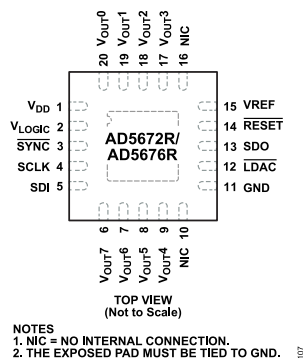 20 VOUT0
19 VOUT1
18 VOUT2
17 VOUT3
16 NIC
VDD 1
VLOGIC 2
SYNC 3
SCLK 4
SDI 5
AD5672R/
AD5676R
15 VREF
14 RESET
13 SDO
12 LDAC
11 GND
VOUT7 6
VOUT6 7
VOUT5 8
VOUT4 9
NIC 10
TOP VIEW
(Not to Scale)
NOTES
1. NIC = NO INTERNAL CONNECTION.
2. THE EXPOSED PAD MUST BE TIED TO GND.
107